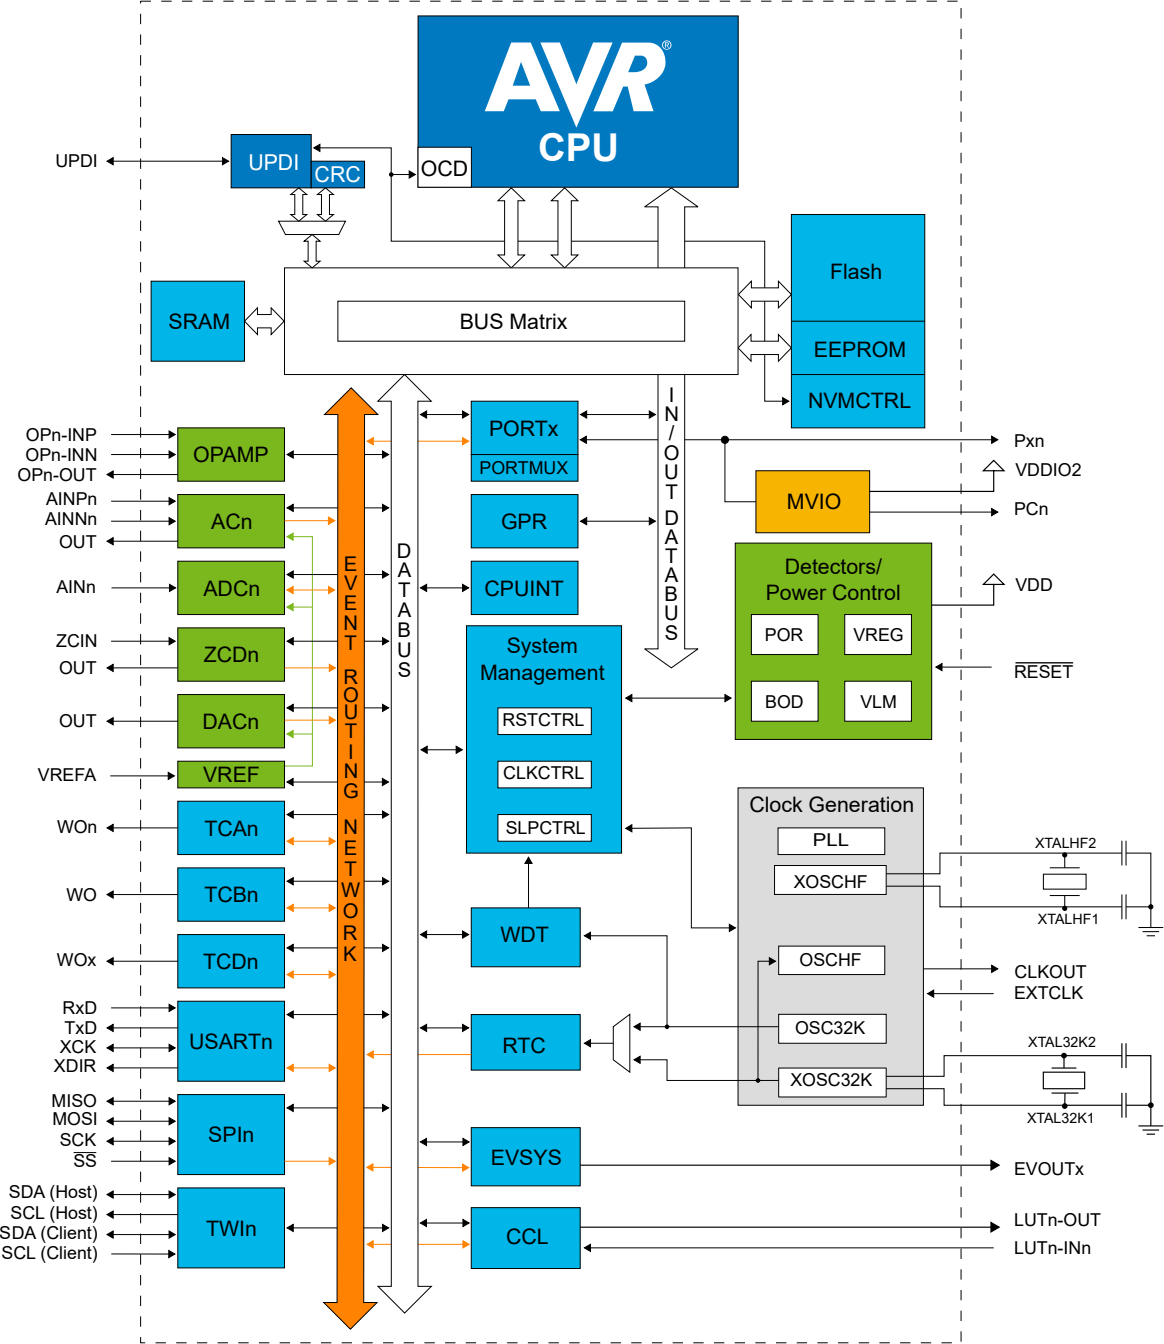 AVR®
CPU
OCD
UPDI
UPDI
CRC
Flash
EEPROM
NVMCTRL
SRAM
BUS Matrix
IN/OUT DATABUS
DATABUS
EVENT ROUTING NETWORK
OPn-INP
OPn-INN
OPn-OUT
OPAMP
AINPn
AINNn
OUT
ACn
AINn
ADCn
ZCIN
OUT
ZCDn
OUT
DACn
VREFA
VREF
WOn
TCAn
WO
TCBn
WOx
TCDn
RxD
TxD
XCK
XDIR
USARTn
MISO
MOSI
SCK
SS
SPIn
SDA (Host)
SCL (Host)
SDA (Client)
SCL (Client)
TWIn
PORTx
PORTMUX
GPR
CPUINT
System
Management
RSTCTRL
CLKCTRL
SLPCTRL
WDT
RTC
EVSYS
CCL
MVIO
Pxn
VDDIO2
PCn
Detectors/
Power Control
POR
VREG
BOD
VLM
VDD
RESET
Clock Generation
PLL
XOSCHF
OSCHF
OSC32K
XOSC32K
XTALHF2
XTALHF1
CLKOUT
EXTCLK
XTAL32K2
XTAL32K1
EVOUTx
LUTn-OUT
LUTn-INn